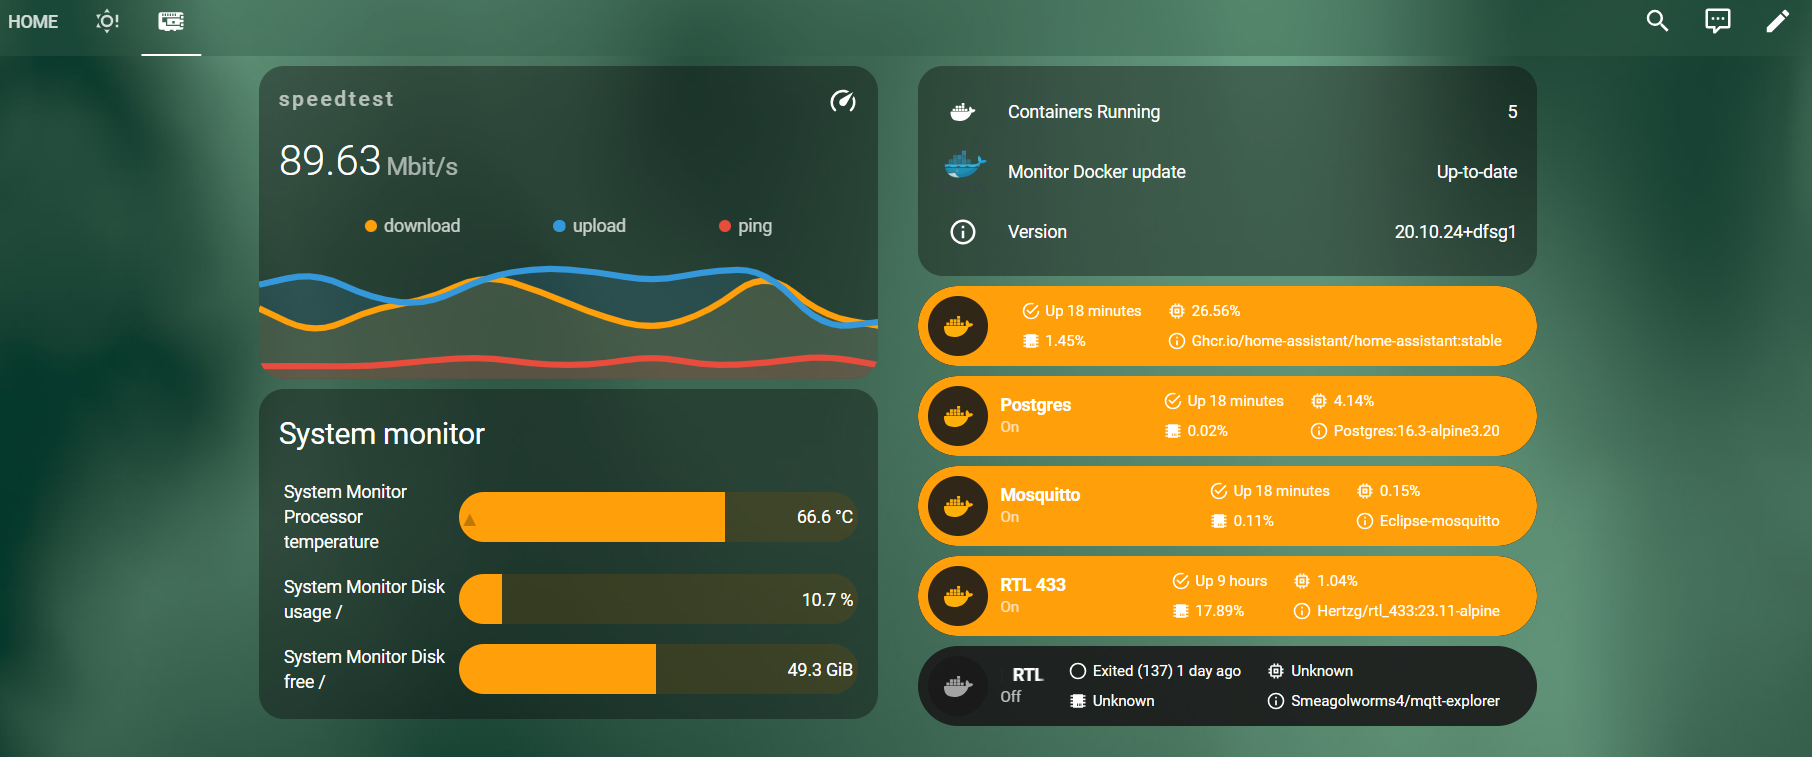 HOME
speedtest
89.63 Mbit/s
download upload ping
System monitor
System Monitor
Processor
temperature
66.6 °C
System Monitor Disk
usage /
10.7 %
System Monitor Disk
free /
49.3 GiB
Containers Running 5
Monitor Docker update Up-to-date
Version 20.10.24+dfsg1
Up 18 minutes 26.56%
1.45% Ghcr.io/home-assistant/home-assistant:stable
Postgres
On
Up 18 minutes 4.14%
0.02% Postgres:16.3-alpine3.20
Mosquitto
On
Up 18 minutes 0.15%
0.11% Eclipse-mosquitto
RTL 433
On
Up 9 hours 1.04%
17.89% Hertzg/rtl_433:23.11-alpine
RTL
Off
Exited (137) 1 day ago Unknown
Unknown Smeagolworms4/mqtt-explorer